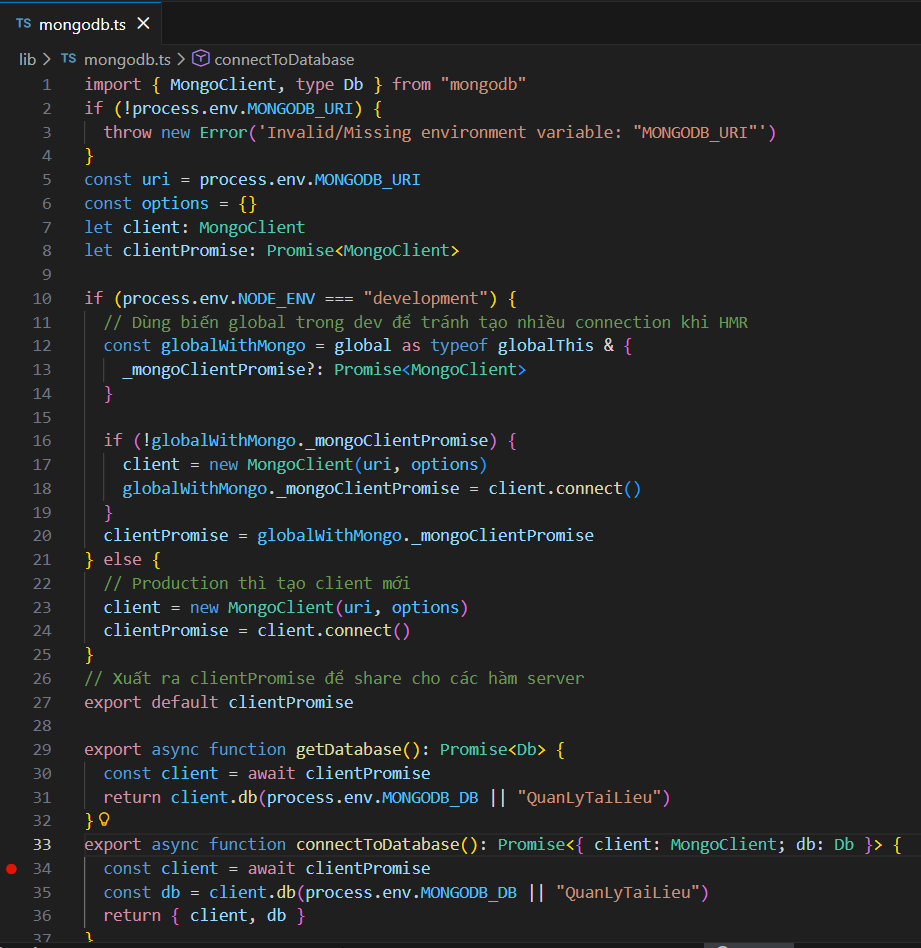 TS mongodb.ts ✕
lib > TS mongodb.ts > connectToDatabase
1 import { MongoClient, type Db } from "mongodb"
2 if (!process.env.MONGODB_URI) {
3   throw new Error('Invalid/Missing environment variable: "MONGODB_URI"')
4 }
5 const uri = process.env.MONGODB_URI
6 const options = {}
7 let client: MongoClient
8 let clientPromise: Promise<MongoClient>
9
10 if (process.env.NODE_ENV === "development") {
11   // Dùng biến global trong dev để tránh tạo nhiều connection khi HMR
12   const globalWithMongo = global as typeof globalThis & {
13     _mongoClientPromise?: Promise<MongoClient>
14   }
15
16   if (!globalWithMongo._mongoClientPromise) {
17     client = new MongoClient(uri, options)
18     globalWithMongo._mongoClientPromise = client.connect()
19   }
20   clientPromise = globalWithMongo._mongoClientPromise
21 } else {
22   // Production thì tạo client mới
23   client = new MongoClient(uri, options)
24   clientPromise = client.connect()
25 }
26 // Xuất ra clientPromise để share cho các hàm server
27 export default clientPromise
28
29 export async function getDatabase(): Promise<Db> {
30   const client = await clientPromise
31   return client.db(process.env.MONGODB_DB || "QuanLyTaiLieu")
32 }
33 export async function connectToDatabase(): Promise<{ client: MongoClient; db: Db }> {
34   const client = await clientPromise
35   const db = client.db(process.env.MONGODB_DB || "QuanLyTaiLieu")
36   return { client, db }
37 }